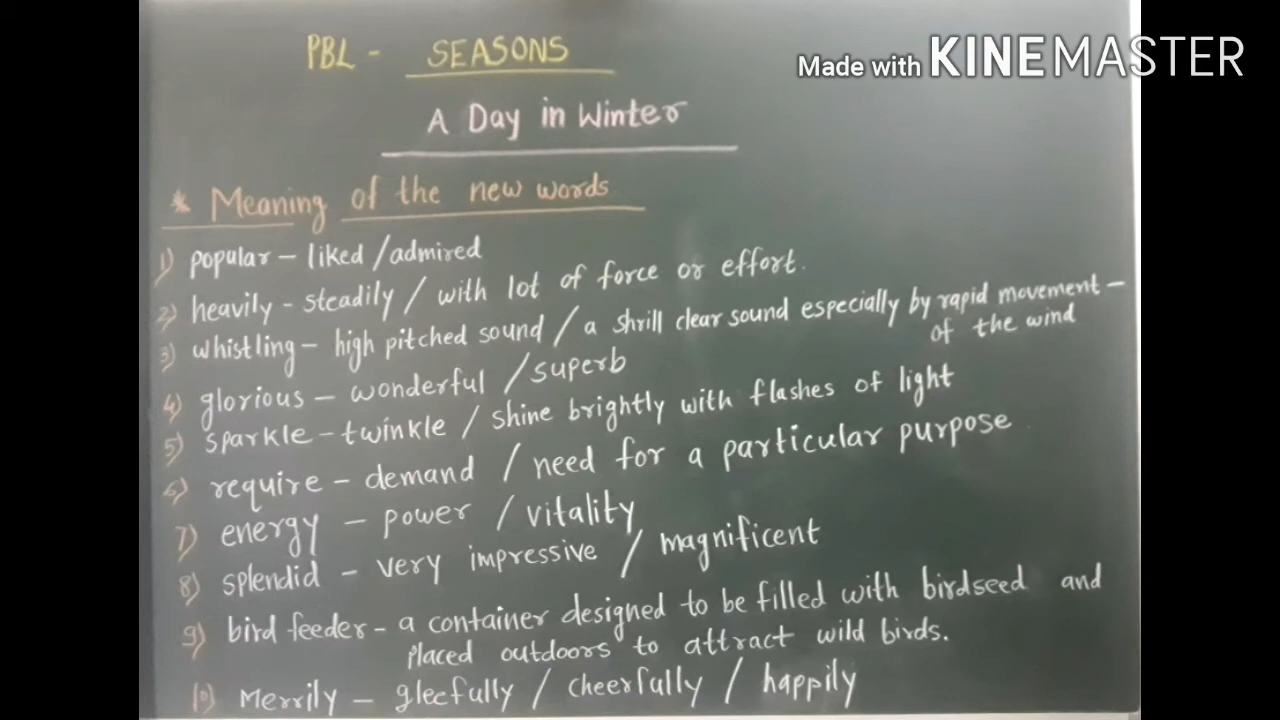 PBL - SEASONS
Made with KINEMASTER
A Day in Winter
* Meaning of the new words
1) popular - liked / admired
2) heavily - steadily / with lot of force or effort.
3) whistling - high pitched sound / a shrill clear sound especially by rapid movement -
of the wind
4) glorious - wonderful / superb
5) sparkle - twinkle / shine brightly with flashes of light
6) require - demand / need for a particular purpose
7) energy - power / vitality
8) splendid - very impressive / magnificent
9) bird feeder - a container designed to be filled with birdseed and
placed outdoors to attract wild birds.
10) Merrily - gleefully / cheerfully / happily